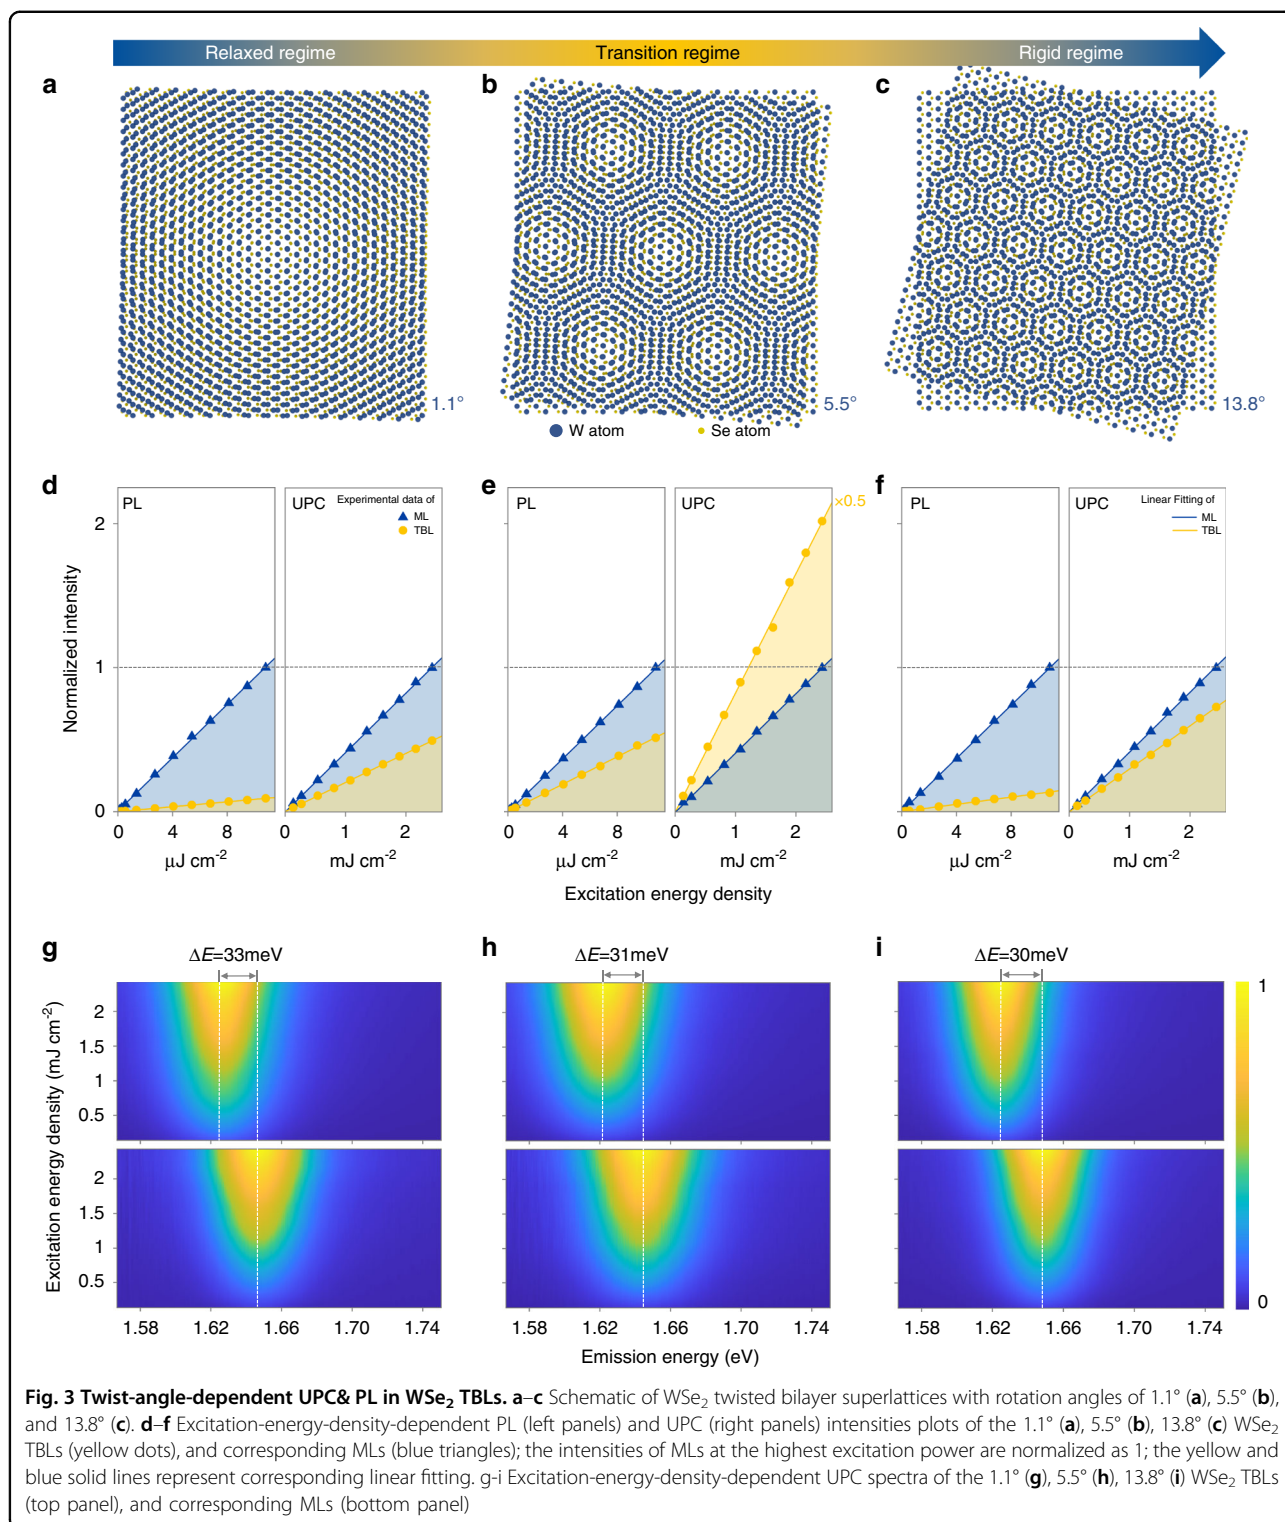 Relaxed regime Transition regime Rigid regime
a b c
1.1° 5.5° 13.8°
W atom Se atom
d e f
PL UPC Experimental data of PL UPC ×0.5 PL UPC Linear Fitting of
ML ML
TBL TBL
2
1
0
Normalized intensity
0 4 8 0 1 2 0 4 8 0 1 2 0 4 8 0 1 2
μJ cm-2 mJ cm-2 μJ cm-2 mJ cm-2 μJ cm-2 mJ cm-2
Excitation energy density
g h i
ΔE=33meV ΔE=31meV ΔE=30meV
2
1.5
1
0.5
2
1.5
1
0.5
Excitation energy density (mJ cm-2)
1
0
1.58 1.62 1.66 1.70 1.74 1.58 1.62 1.66 1.70 1.74 1.58 1.62 1.66 1.70 1.74
Emission energy (eV)
Fig. 3 Twist-angle-dependent UPC& PL in WSe2 TBLs. a–c Schematic of WSe2 twisted bilayer superlattices with rotation angles of 1.1° (a), 5.5° (b),
and 13.8° (c). d–f Excitation-energy-density-dependent PL (left panels) and UPC (right panels) intensities plots of the 1.1° (a), 5.5° (b), 13.8° (c) WSe2
TBLs (yellow dots), and corresponding MLs (blue triangles); the intensities of MLs at the highest excitation power are normalized as 1; the yellow and
blue solid lines represent corresponding linear fitting. g-i Excitation-energy-density-dependent UPC spectra of the 1.1° (g), 5.5° (h), 13.8° (i) WSe2 TBLs
(top panel), and corresponding MLs (bottom panel)